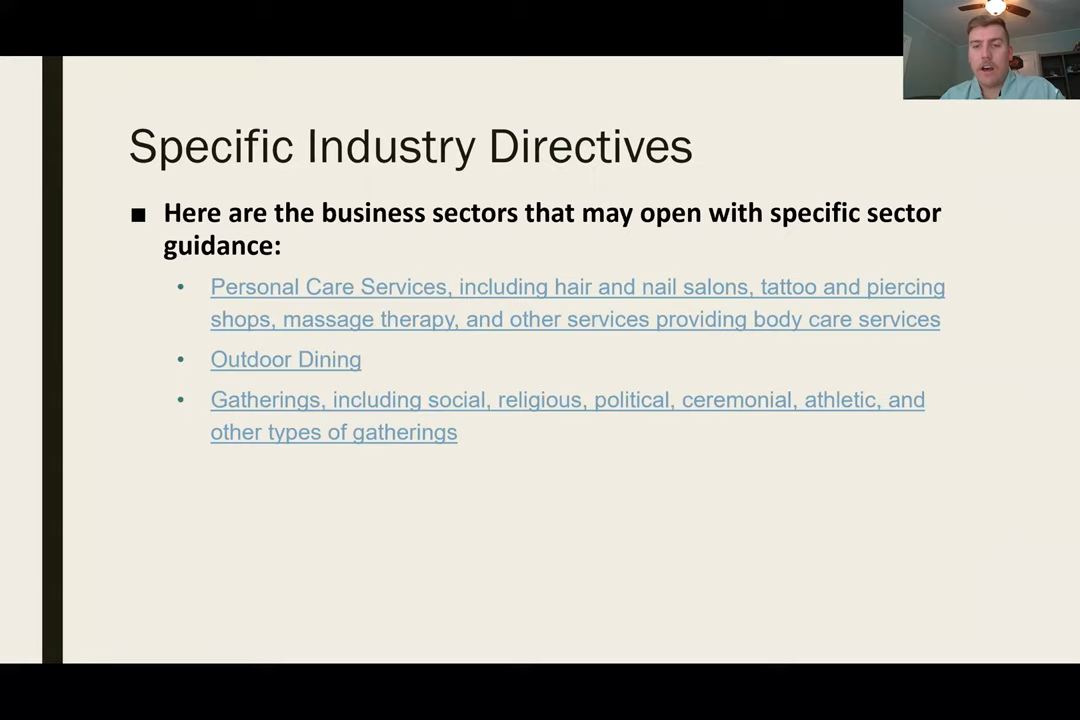 Specific Industry Directives
■ Here are the business sectors that may open with specific sector
guidance:
• Personal Care Services, including hair and nail salons, tattoo and piercing
shops, massage therapy, and other services providing body care services
• Outdoor Dining
• Gatherings, including social, religious, political, ceremonial, athletic, and
other types of gatherings